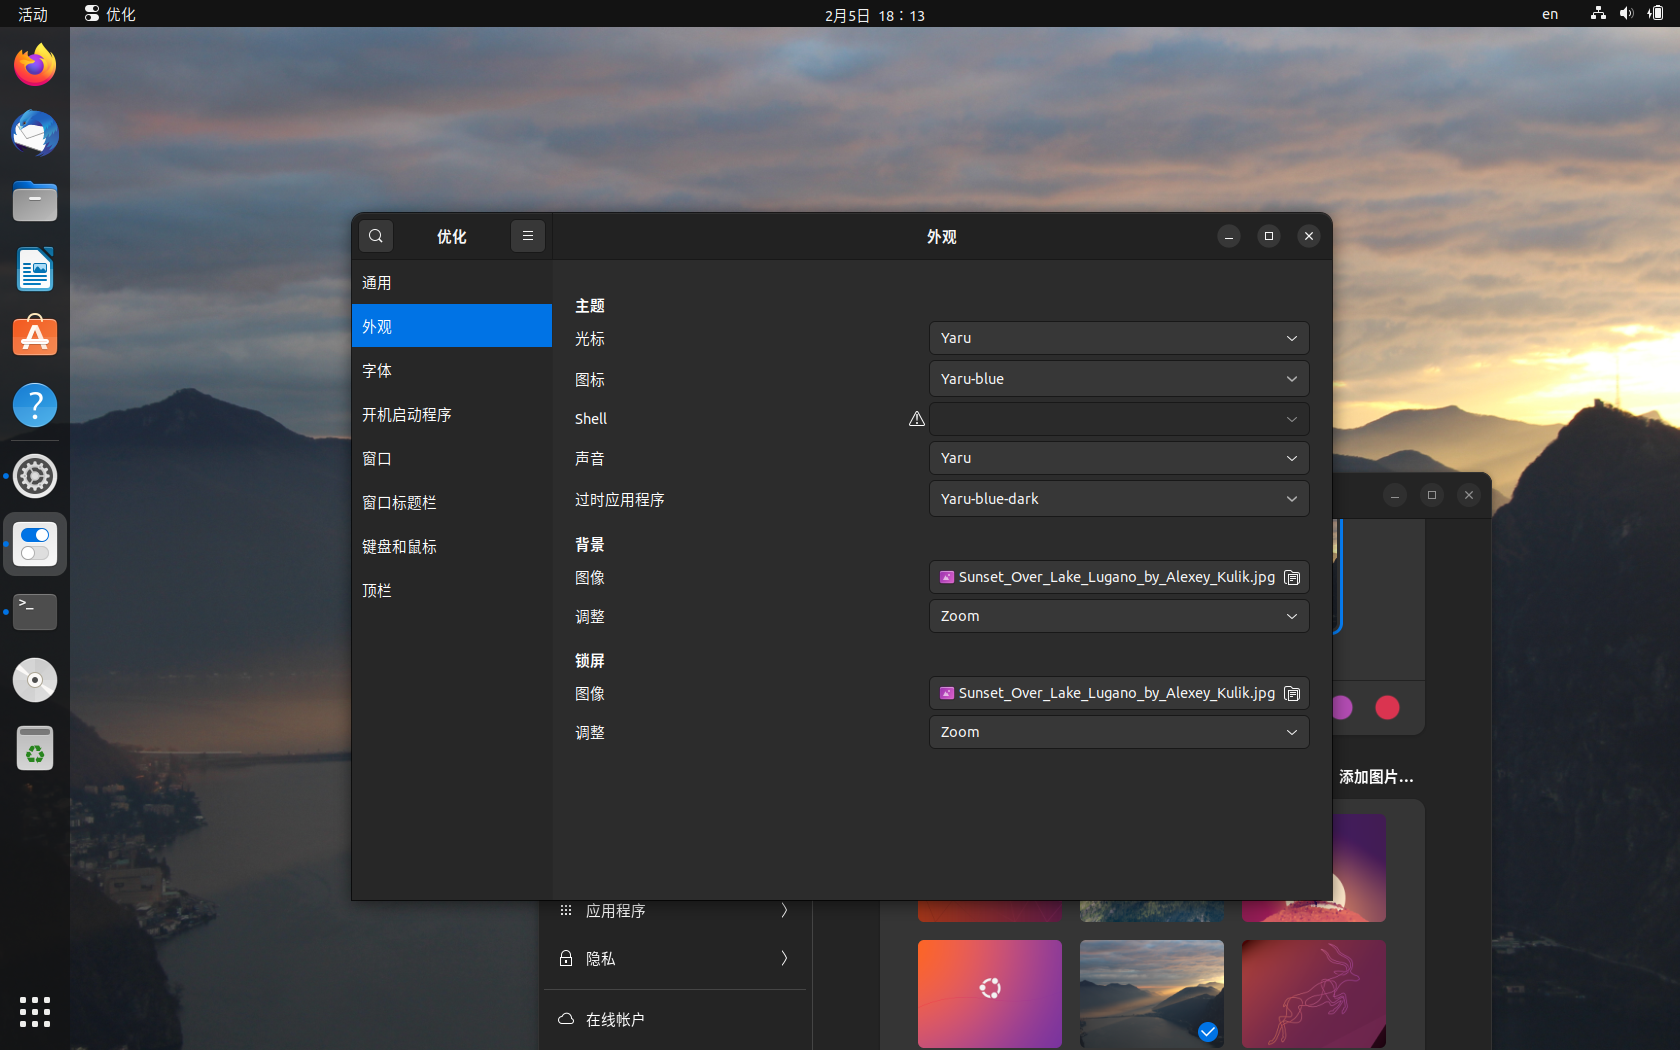 活动
优化
2月5日 18：13
en
优化
外观
通用
外观
字体
开机启动程序
窗口
窗口标题栏
键盘和鼠标
顶栏
主题
光标
Yaru
图标
Yaru-blue
Shell
声音
Yaru
过时应用程序
Yaru-blue-dark
背景
图像
Sunset_Over_Lake_Lugano_by_Alexey_Kulik.jpg
调整
Zoom
锁屏
图像
Sunset_Over_Lake_Lugano_by_Alexey_Kulik.jpg
调整
Zoom
添加图片…
应用程序
隐私
在线帐户